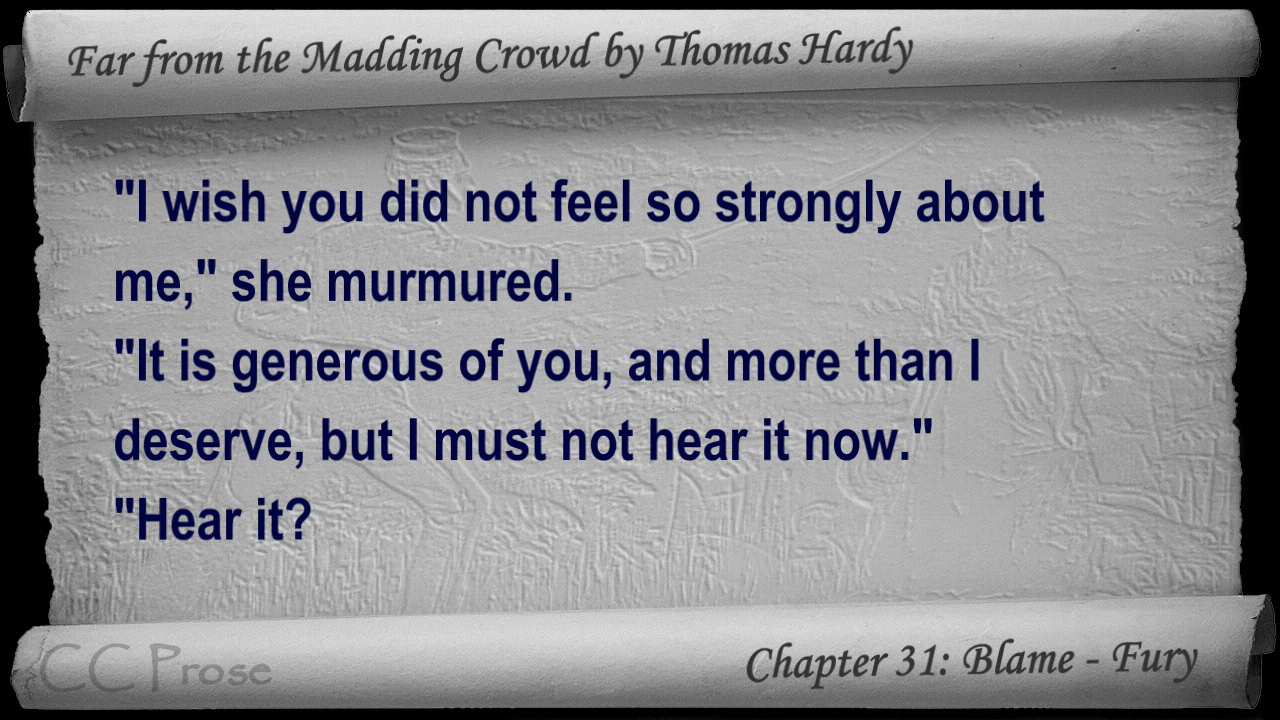 Far from the Madding Crowd by Thomas Hardy
"I wish you did not feel so strongly about
me," she murmured.
"It is generous of you, and more than I
deserve, but I must not hear it now."
"Hear it?
CC Prose
Chapter 31: Blame - Fury